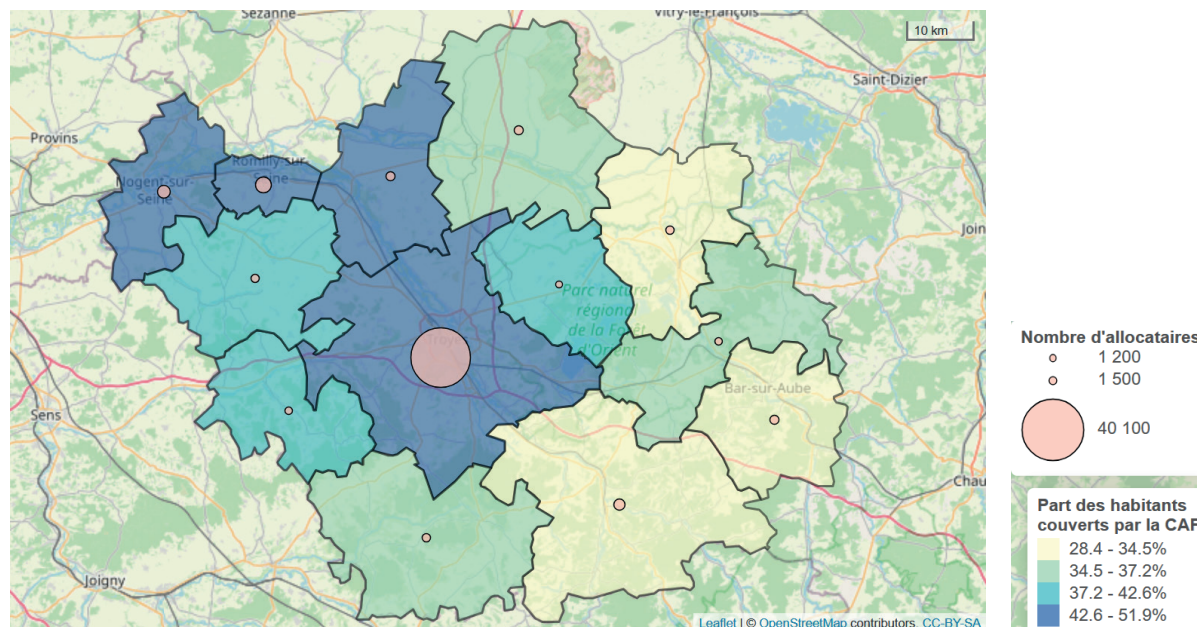 Sézanne
Vitry-le-François
10 km
Saint-Dizier
Provins
Romilly-sur-
Seine
Nogent-sur-
Seine
Join
Parc naturel
régional
de la Forêt
d'Orient
Troyes
Bar-sur-Aube
Sens
Chau
Joigny
Leaflet | © OpenStreetMap contributors, CC-BY-SA
Nombre d'allocataires
1 200
1 500
40 100
Part des habitants
couverts par la CAF
28.4 - 34.5%
34.5 - 37.2%
37.2 - 42.6%
42.6 - 51.9%